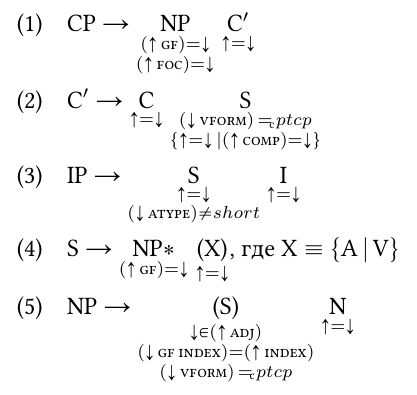 (1) CP → NP C′
(↑ GF)=↓ ↑=↓
(↑ FOC)=↓
(2) C′ → C S
↑=↓ (↓ VFORM) =c ptcp
{↑=↓ |(↑ COMP)=↓}
(3) IP → S I
↑=↓ ↑=↓
(↓ ATYPE)≠short
(4) S → NP* (X), где X ≡ {A | V}
(↑ GF)=↓ ↑=↓
(5) NP → (S) N
↓∈(↑ ADJ) ↑=↓
(↓ GF INDEX)=(↑ INDEX)
(↓ VFORM) =c ptcp